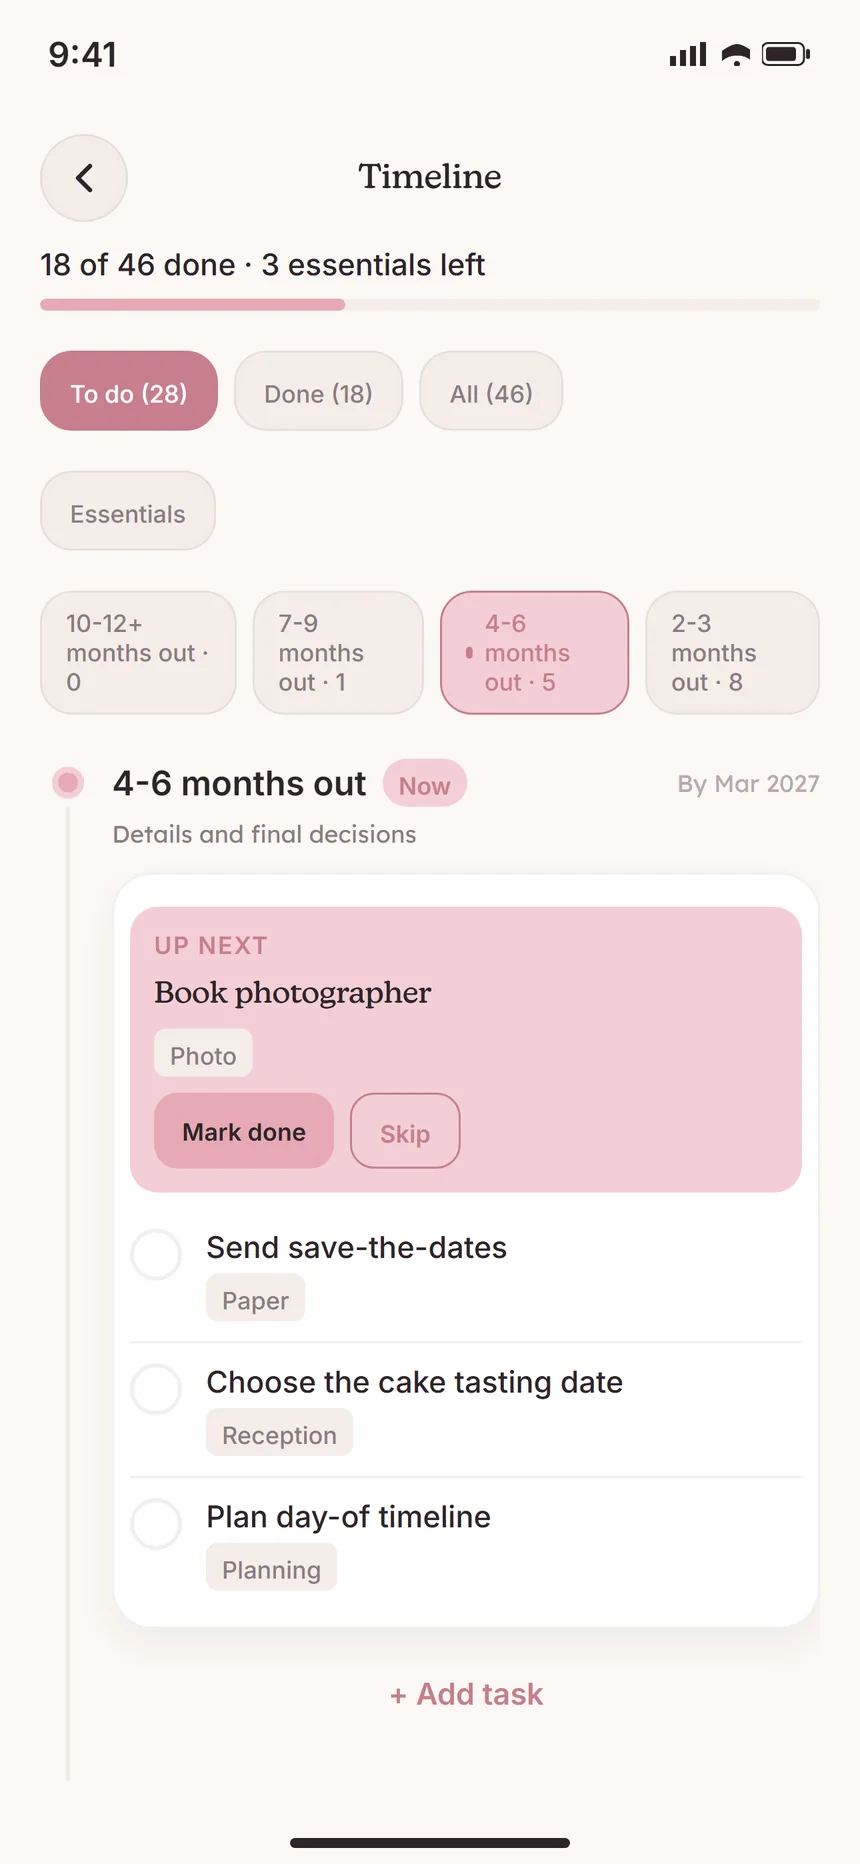 9:41
Timeline
18 of 46 done · 3 essentials left
To do (28)
Done (18)
All (46)
Essentials
10-12+
months out ·
0
7-9
months
out · 1
4-6
months
out · 5
2-3
months
out · 8
4-6 months out
Now
By Mar 2027
Details and final decisions
UP NEXT
Book photographer
Photo
Mark done
Skip
Send save-the-dates
Paper
Choose the cake tasting date
Reception
Plan day-of timeline
Planning
+ Add task